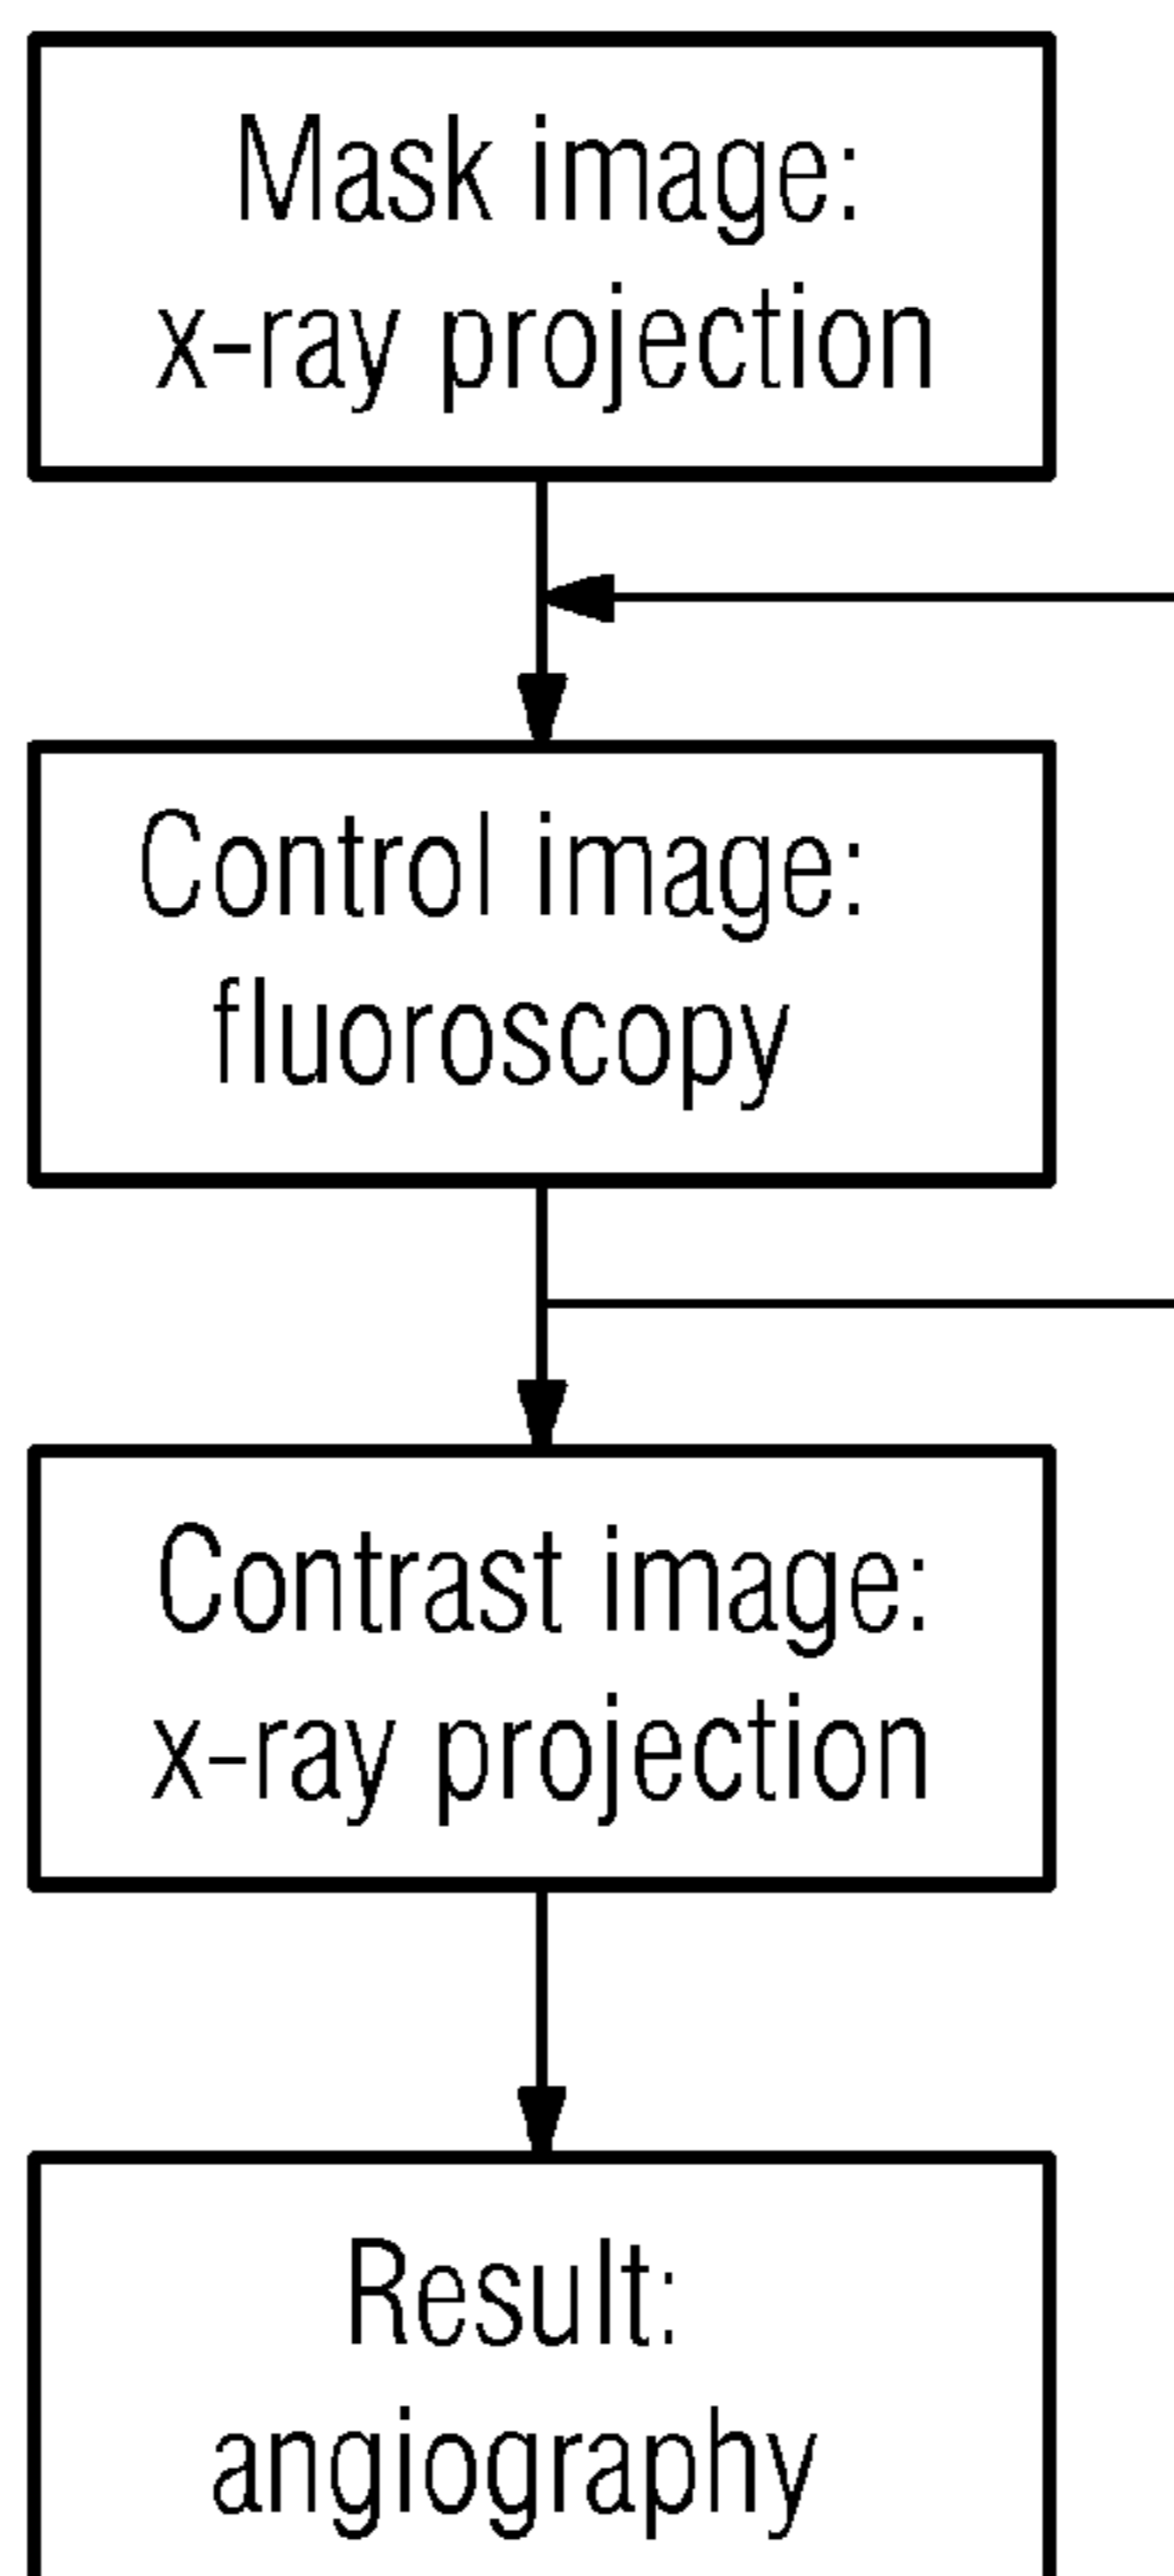 Mask image:
x-ray projection
Control image:
fluoroscopy
Contrast image:
x-ray projection
Result:
angiography